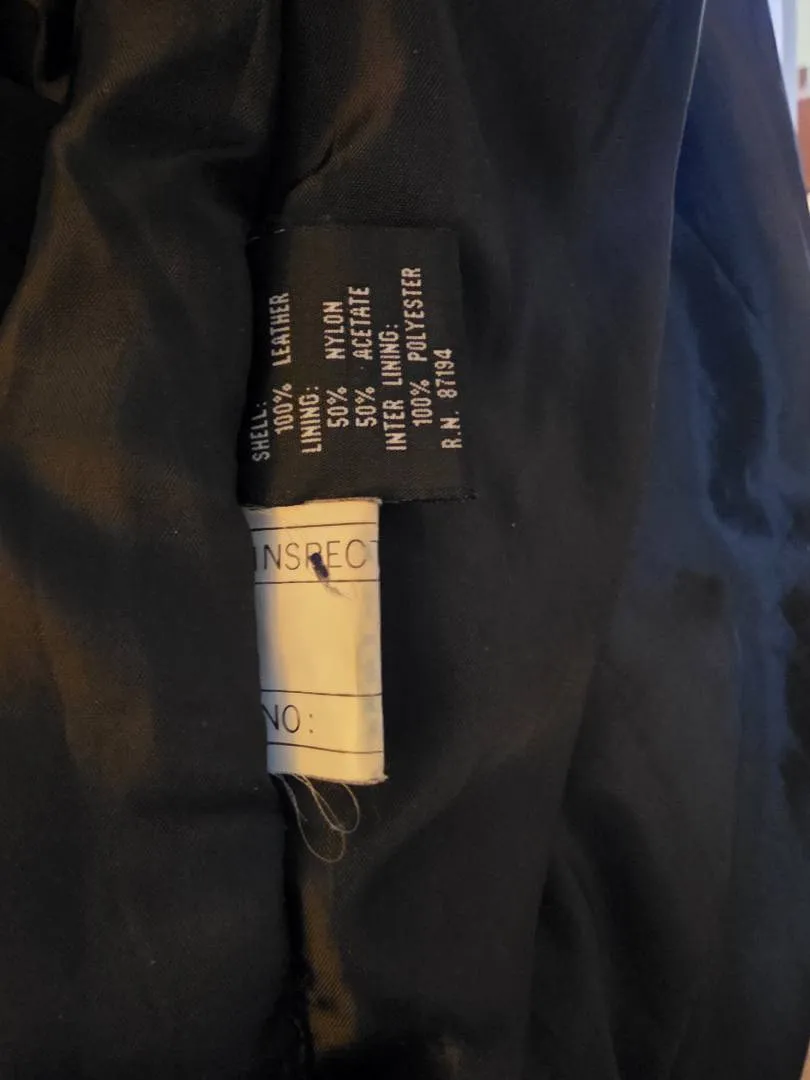 SHELL:
100% LEATHER
LINING:
50% NYLON
50% ACETATE
INTER LINING:
100% POLYESTER
R.N. 87194
INSPECT
NO: